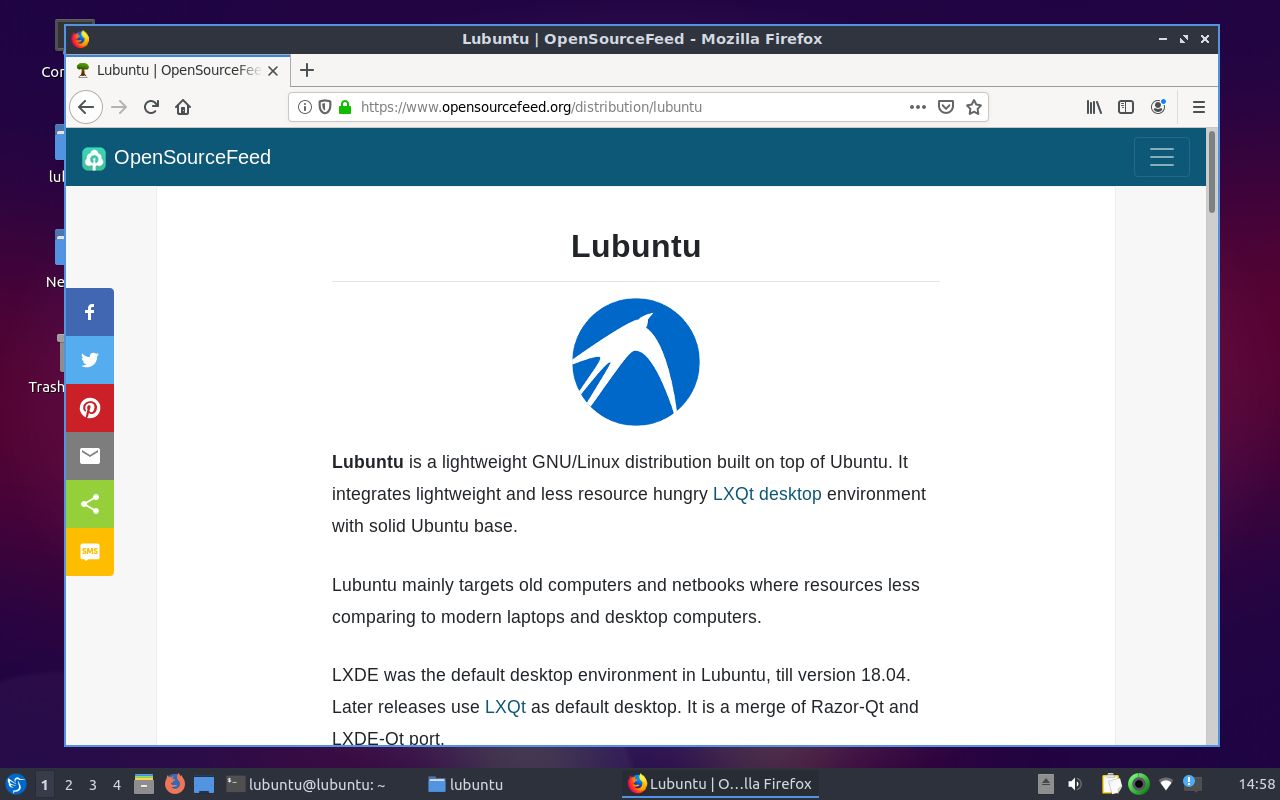 Lubuntu | OpenSourceFeed - Mozilla Firefox
Lubuntu | OpenSourceFee
https://www.opensourcefeed.org/distribution/lubuntu
OpenSourceFeed
Lubuntu
Lubuntu is a lightweight GNU/Linux distribution built on top of Ubuntu. It
integrates lightweight and less resource hungry LXQt desktop environment
with solid Ubuntu base.
Lubuntu mainly targets old computers and netbooks where resources less
comparing to modern laptops and desktop computers.
LXDE was the default desktop environment in Lubuntu, till version 18.04.
Later releases use LXQt as default desktop. It is a merge of Razor-Qt and
LXDE-Qt port.
SMS
Trash
1 2 3 4 lubuntu@lubuntu: ~ lubuntu Lubuntu | O...lla Firefox 14:58